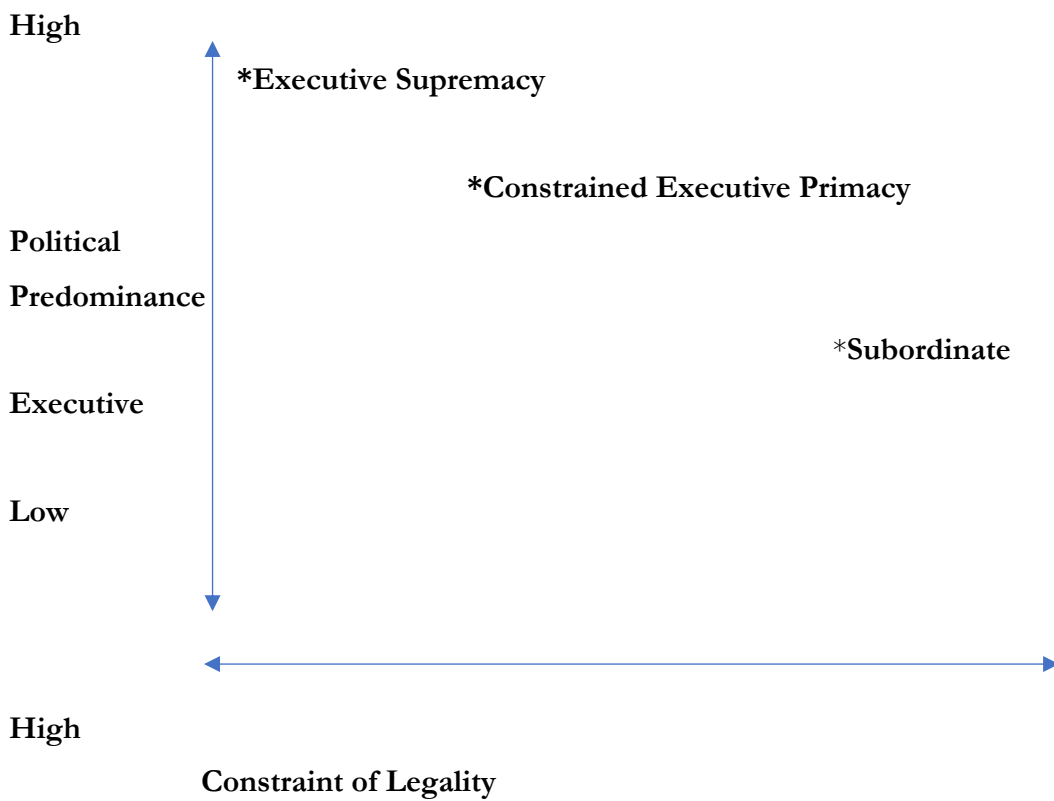 High
*Executive Supremacy
*Constrained Executive Primacy
Political
Predominance
*Subordinate
Executive
Low
High
Constraint of Legality